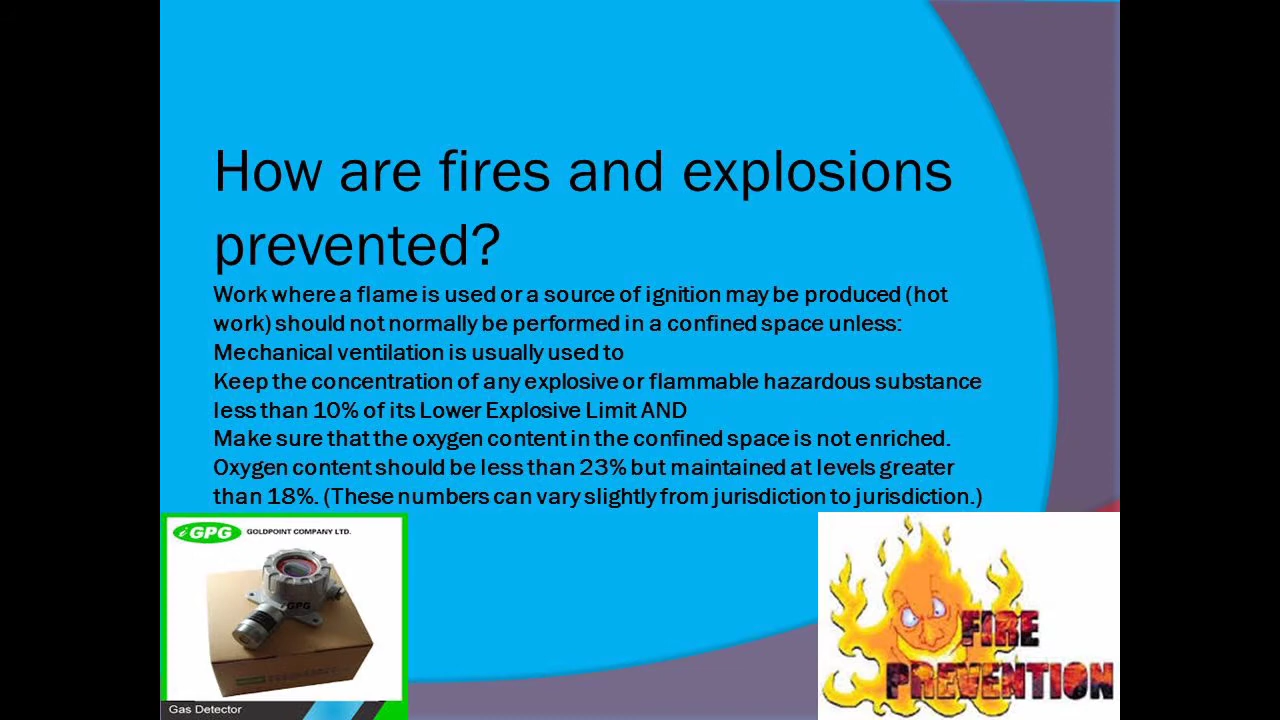 How are fires and explosions
prevented?
Work where a flame is used or a source of ignition may be produced (hot
work) should not normally be performed in a confined space unless:
Mechanical ventilation is usually used to
Keep the concentration of any explosive or flammable hazardous substance
less than 10% of its Lower Explosive Limit AND
Make sure that the oxygen content in the confined space is not enriched.
Oxygen content should be less than 23% but maintained at levels greater
than 18%. (These numbers can vary slightly from jurisdiction to jurisdiction.)
iGPG GOLDPOINT COMPANY LTD.
iGPG
Gas Detector
FIRE
PREVENTION